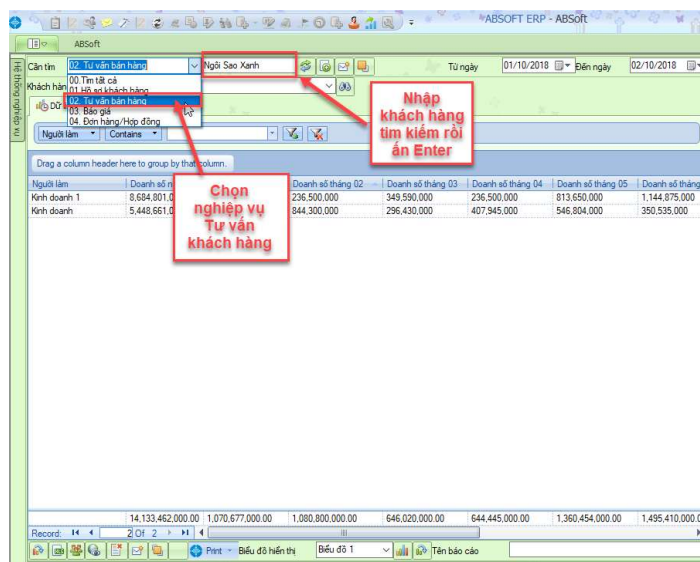 ABSOFT ERP - ABSoft
ABSoft
Hệ thống nghiệp vụ
Cần tìm 02. Tư vấn bán hàng Ngôi Sao Xanh Từ ngày 01/10/2018 Đến ngày 02/10/2018
00.Tìm tất cả
Khách hàn
01.Hồ sơ khách hàng
02. Tư vấn bán hàng
03. Báo giá
04. Đơn hàng/Hợp đồng
Nhập
khách hàng
tìm kiếm rồi
ấn Enter
Người làm Contains
Drag a column header here to group by that column.
Người làm Doanh số Doanh số tháng 02 Doanh số tháng 03 Doanh số tháng 04 Doanh số tháng 05 Doanh số tháng
Kinh doanh 1 8,684,801,0 236,500,000 349,590,000 236,500,000 813,650,000 1,144,875,000
Kinh doanh 5,448,661,0 844,300,000 296,430,000 407,945,000 546,804,000 350,535,000
Chọn
nghiệp vụ
Tư vấn
khách hàng
14,133,462,000.00 1,070,677,000.00 1,080,800,000.00 646,020,000.00 644,445,000.00 1,360,454,000.00 1,495,410,000.0
Record: 2 Of 2
Print Biểu đồ hiển thị Biểu đồ 1 Tên báo cáo